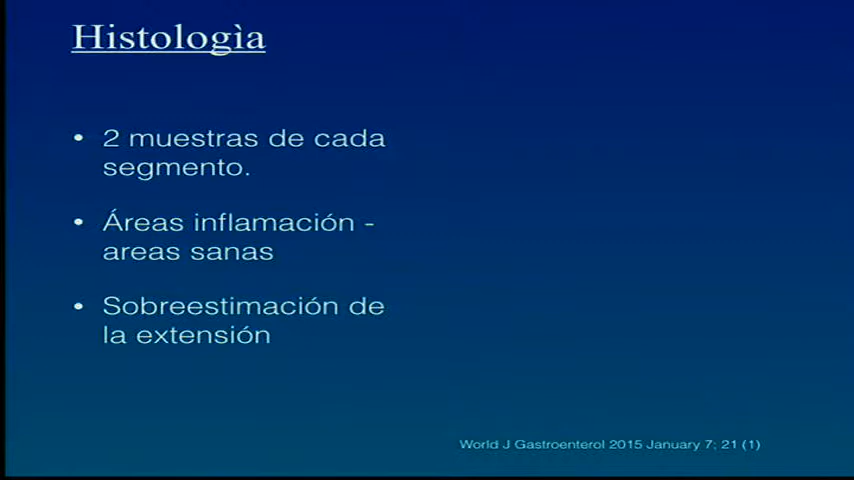 Histologìa
• 2 muestras de cada
segmento.
• Áreas inflamación -
areas sanas
• Sobreestimación de
la extensión
World J Gastroenterol 2015 January 7; 21 (1)